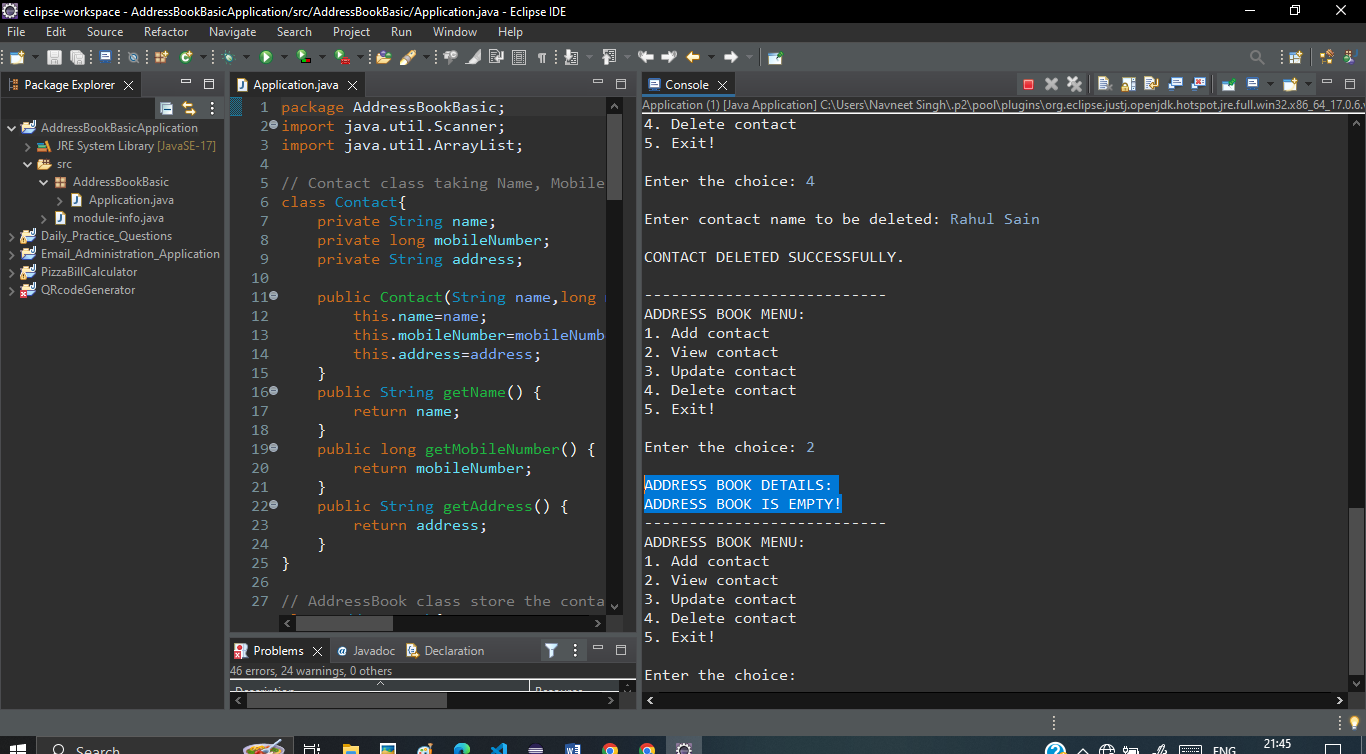 eclipse-workspace - AddressBookBasicApplication/src/AddressBookBasic/Application.java - Eclipse IDE
File Edit Source Refactor Navigate Search Project Run Window Help
Package Explorer
AddressBookBasicApplication
JRE System Library [JavaSE-17]
src
AddressBookBasic
Application.java
module-info.java
Daily_Practice_Questions
Email_Administration_Application
PizzaBillCalculator
QRcodeGenerator
Application.java
1 package AddressBookBasic;
2 import java.util.Scanner;
3 import java.util.ArrayList;
4
5 // Contact class taking Name, Mobile
6 class Contact{
7 private String name;
8 private long mobileNumber;
9 private String address;
10
11 public Contact(String name,long
12 this.name=name;
13 this.mobileNumber=mobileNumb
14 this.address=address;
15 }
16 public String getName() {
17 return name;
18 }
19 public long getMobileNumber() {
20 return mobileNumber;
21 }
22 public String getAddress() {
23 return address;
24 }
25 }
26
27 // AddressBook class store the conta
Problems Javadoc Declaration
46 errors, 24 warnings, 0 others
Description Resource
Console
Application (1) [Java Application] C:\Users\Navneet Singh\.p2\pool\plugins\org.eclipse.justj.openjdk.hotspot.jre.full.win32.x86_64_17.0.6.
4. Delete contact
5. Exit!
Enter the choice: 4
Enter contact name to be deleted: Rahul Sain
CONTACT DELETED SUCCESSFULLY.
---------------------------
ADDRESS BOOK MENU:
1. Add contact
2. View contact
3. Update contact
4. Delete contact
5. Exit!
Enter the choice: 2
ADDRESS BOOK DETAILS:
ADDRESS BOOK IS EMPTY!
---------------------------
ADDRESS BOOK MENU:
1. Add contact
2. View contact
3. Update contact
4. Delete contact
5. Exit!
Enter the choice:
Search
ENG
21:45